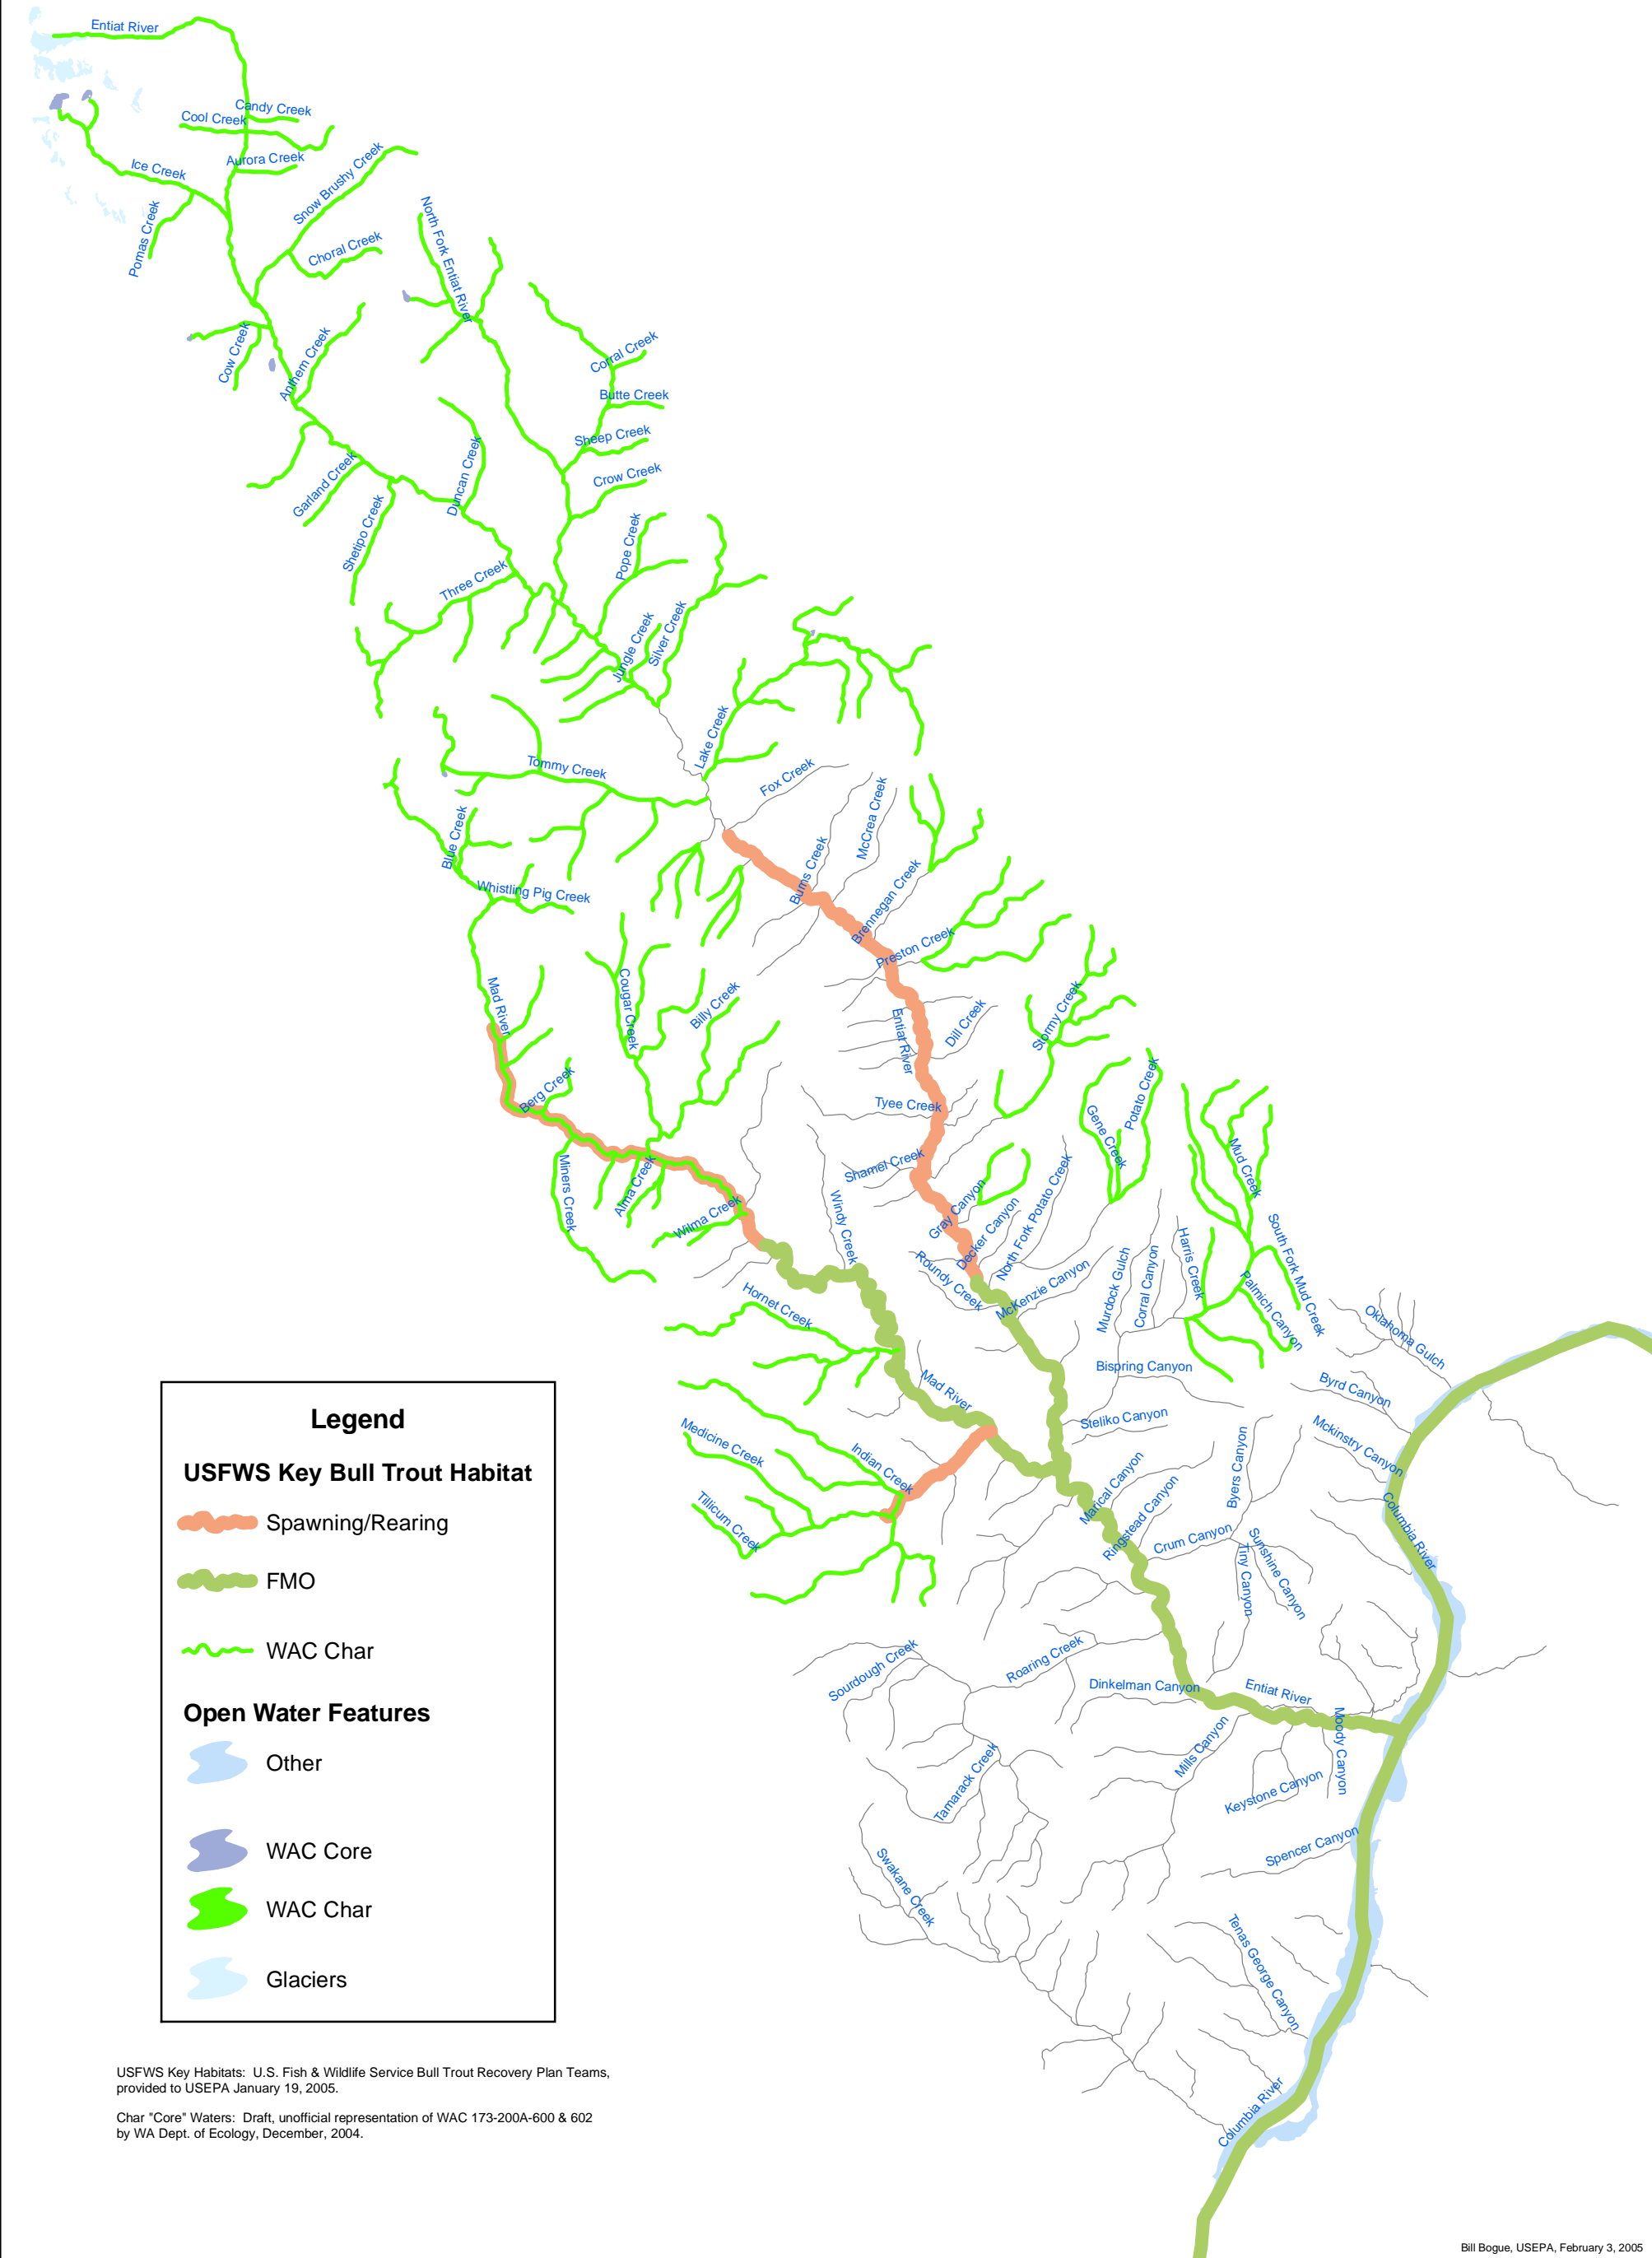 Entiat River
Candy Creek
Cool Creek
Aurora Creek
Ice Creek
Snow Brushy Creek
Pomas Creek
Choral Creek
North Fork Entiat River
Cow Creek
Anthem Creek
Corral Creek
Butte Creek
Sheep Creek
Crow Creek
Duncan Creek
Garland Creek
Shetipo Creek
Pope Creek
Three Creek
Jungle Creek
Silver Creek
Lake Creek
Tommy Creek
Fox Creek
McCrea Creek
Blue Creek
Burns Creek
Brennegan Creek
Whistling Pig Creek
Preston Creek
Mad River
Cougar Creek
Billy Creek
Entiat River
Dill Creek
Stormy Creek
Berg Creek
Tyee Creek
Gene Creek
Potato Creek
Mud Creek
Miners Creek
Alma Creek
Shamel Creek
Wilma Creek
Windy Creek
Gray Canyon
Decker Canyon
North Fork Potato Creek
Roundy Creek
McKenzie Canyon
Murdock Gulch
Corral Canyon
Harris Creek
South Fork Mud Creek
Palmich Canyon
Oklahoma Gulch
Hornet Creek
Mad River
Bispring Canyon
Byrd Canyon
Steliko Canyon
Mckinstry Canyon
Medicine Creek
Indian Creek
Tillicum Creek
Marical Canyon
Ringstead Canyon
Byers Canyon
Columbia River
Crum Canyon
Tiny Canyon
Sunshine Canyon
Sourdough Creek
Roaring Creek
Dinkelman Canyon
Entiat River
Moody Canyon
Mills Canyon
Tamarack Creek
Keystone Canyon
Spencer Canyon
Swakane Creek
Tenas George Canyon
Columbia River
Legend
USFWS Key Bull Trout Habitat
Spawning/Rearing
FMO
WAC Char
Open Water Features
Other
WAC Core
WAC Char
Glaciers
USFWS Key Habitats:  U.S. Fish & Wildlife Service Bull Trout Recovery Plan Teams,
provided to USEPA January 19, 2005.
Char "Core" Waters:  Draft, unofficial representation of WAC 173-200A-600 & 602
by WA Dept. of Ecology, December, 2004.
Bill Bogue, USEPA, February 3, 2005